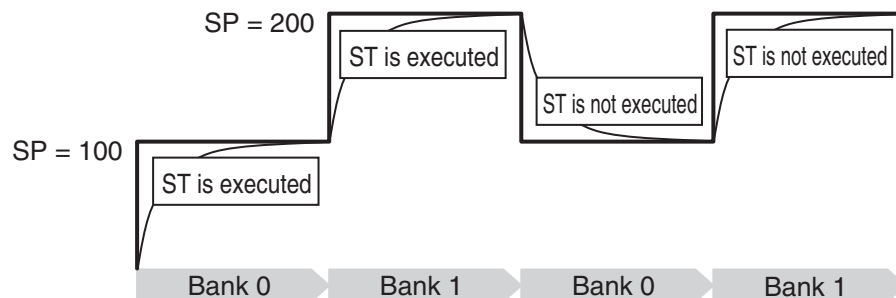 SP = 200
ST is executed
ST is not executed
ST is not executed
SP = 100
ST is executed
Bank 0
Bank 1
Bank 0
Bank 1